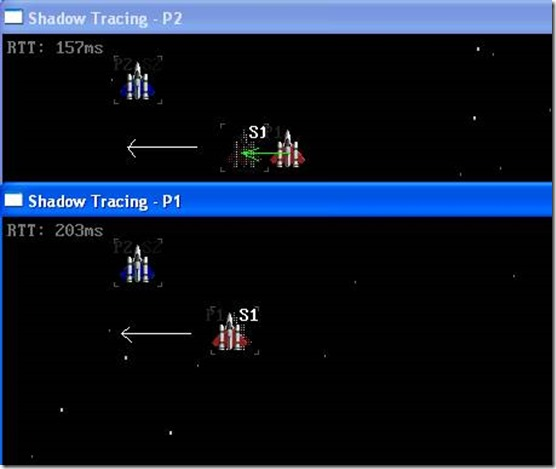 Shadow Tracing - P2
RTT: 157ms
P2 S2
S1 P1
Shadow Tracing - P1
RTT: 203ms
P2 S2
P1 S1